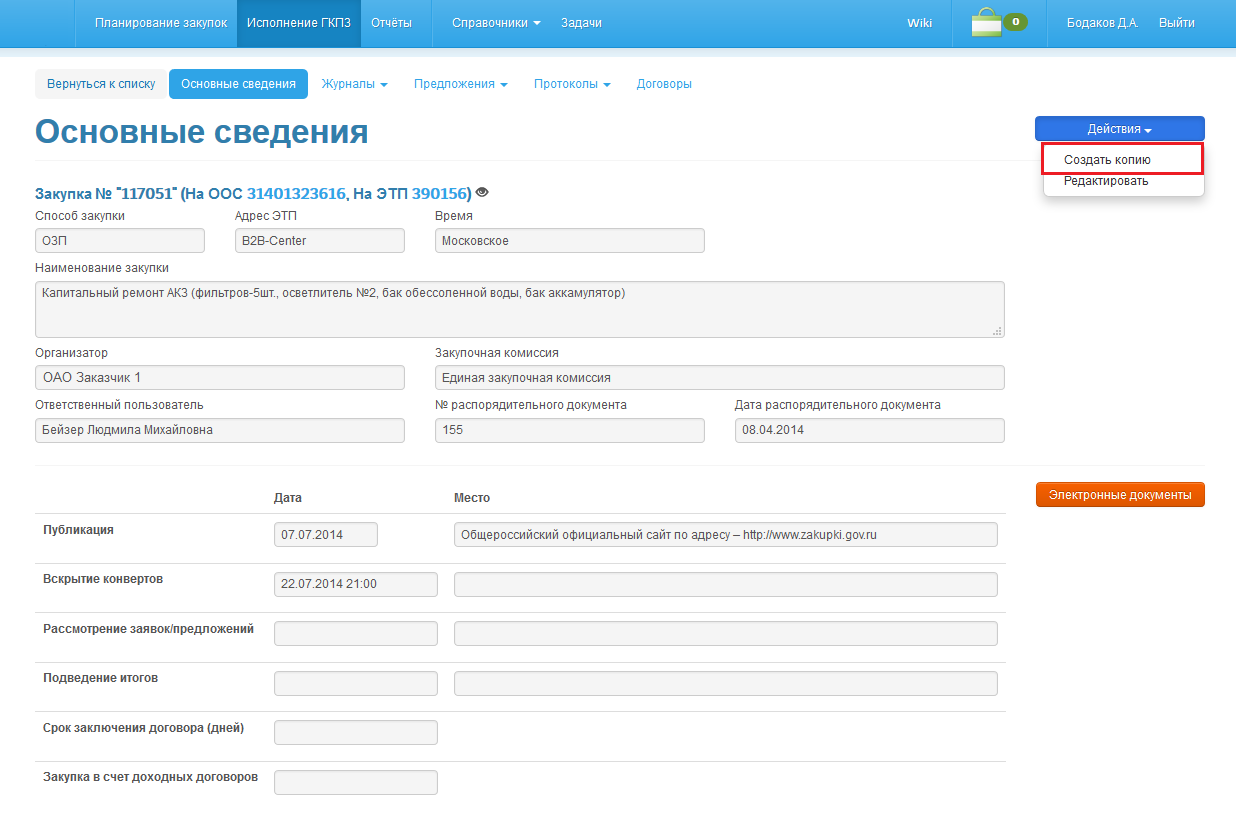 Планирование закупок Исполнение ГКПЗ Отчёты Справочники Задачи Wiki 0 Бодаков Д.А. Выйти
Вернуться к списку Основные сведения Журналы Предложения Протоколы Договоры
Основные сведения
Действия
Создать копию
Редактировать
Закупка № "117051" (На ООС 31401323616, На ЭТП 390156)
Способ закупки Адрес ЭТП Время
ОЗП B2B-Center Московское
Наименование закупки
Капитальный ремонт АКЗ (фильтров-5шт., осветлитель №2, бак обессоленной воды, бак аккамулятор)
Организатор Закупочная комиссия
ОАО Заказчик 1 Единая закупочная комиссия
Ответственный пользователь № распорядительного документа Дата распорядительного документа
Бейзер Людмила Михайловна 155 08.04.2014
Дата Место Электронные документы
Публикация 07.07.2014 Общероссийский официальный сайт по адресу – http://www.zakupki.gov.ru
Вскрытие конвертов 22.07.2014 21:00
Рассмотрение заявок/предложений
Подведение итогов
Срок заключения договора (дней)
Закупка в счет доходных договоров